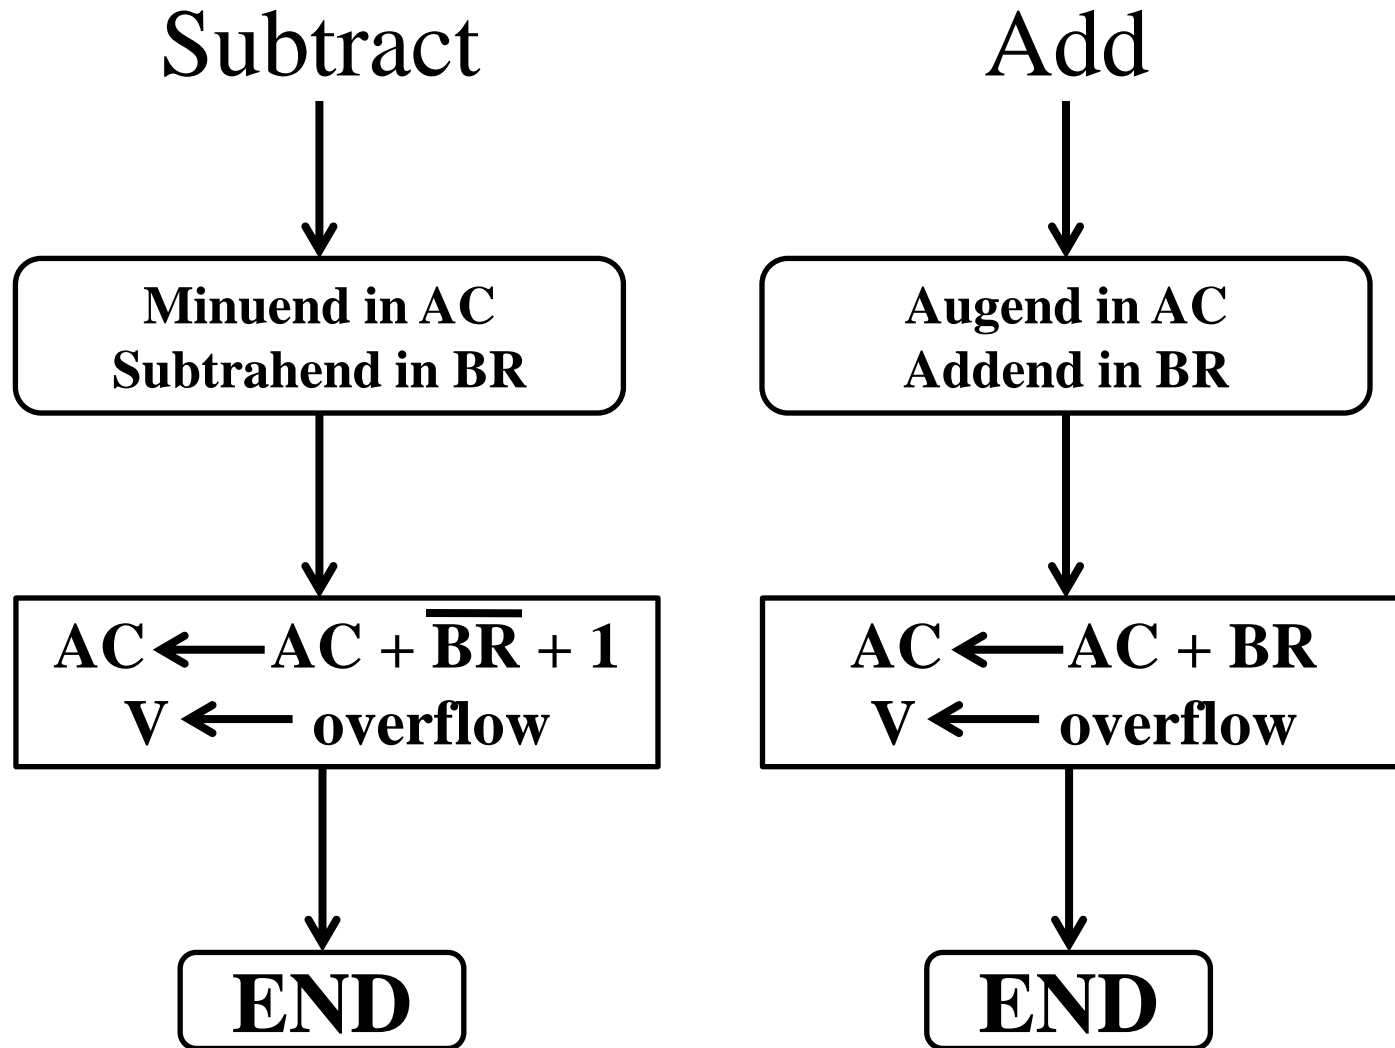 Subtract
Minuend in AC
Subtrahend in BR
AC ← AC + B̅R̅ + 1
V ← overflow
END
Add
Augend in AC
Addend in BR
AC ← AC + BR
V ← overflow
END